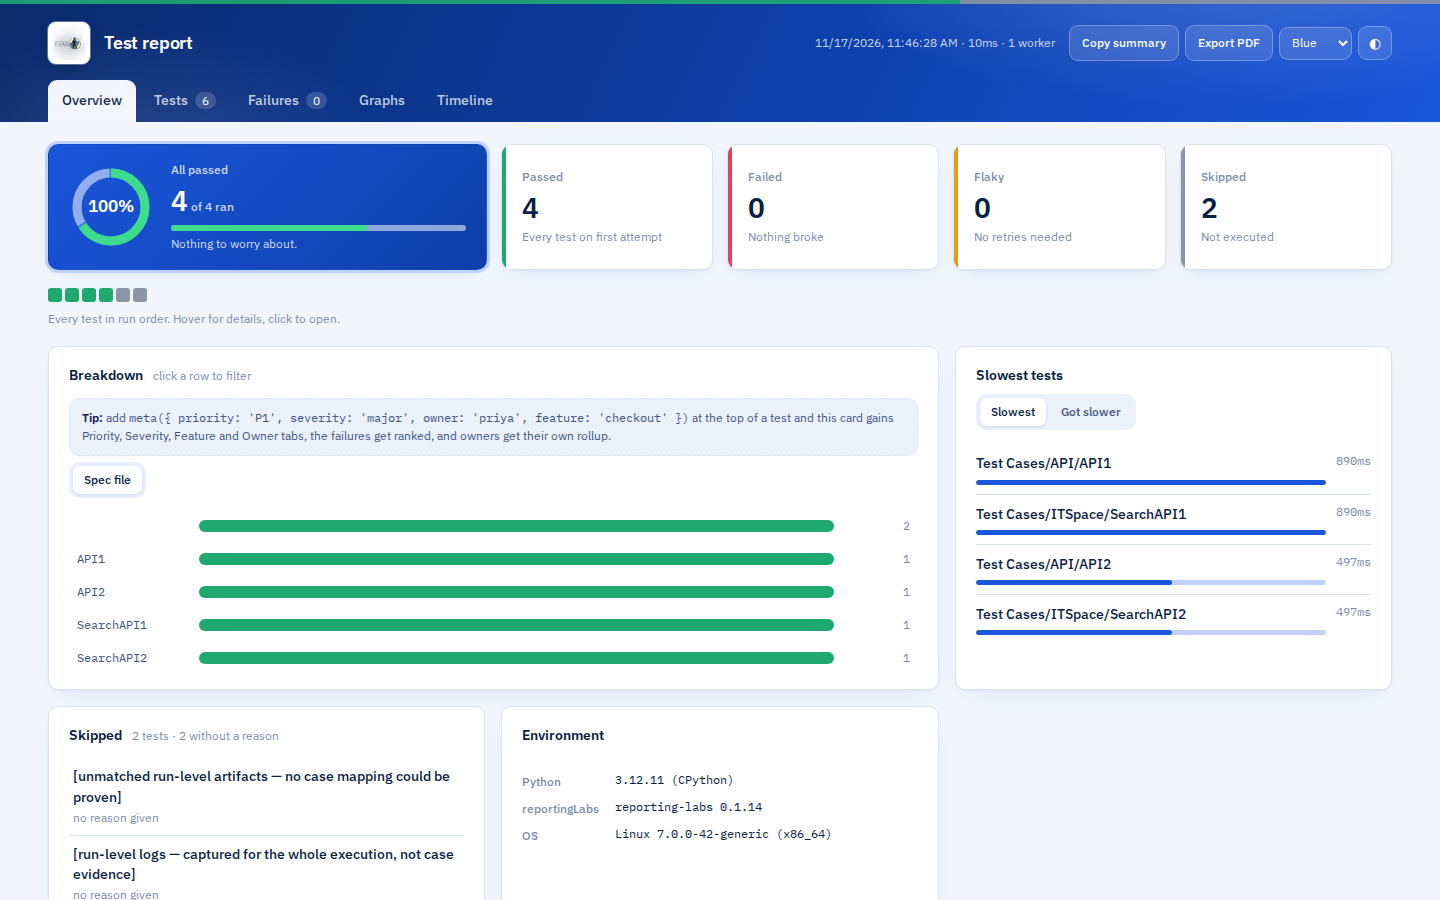 Test report
11/17/2026, 11:46:28 AM · 10ms · 1 worker
Copy summary
Export PDF
Blue
Overview
Tests 6
Failures 0
Graphs
Timeline
100%
All passed
4 of 4 ran
Nothing to worry about.
Passed
4
Every test on first attempt
Failed
0
Nothing broke
Flaky
0
No retries needed
Skipped
2
Not executed
Every test in run order. Hover for details, click to open.
Breakdown click a row to filter
Tip: add meta({ priority: 'P1', severity: 'major', owner: 'priya', feature: 'checkout' }) at the top of a test and this card gains
Priority, Severity, Feature and Owner tabs, the failures get ranked, and owners get their own rollup.
Spec file
2
API1 1
API2 1
SearchAPI1 1
SearchAPI2 1
Slowest tests
Slowest
Got slower
Test Cases/API/API1 890ms
Test Cases/ITSpace/SearchAPI1 890ms
Test Cases/API/API2 497ms
Test Cases/ITSpace/SearchAPI2 497ms
Skipped 2 tests · 2 without a reason
[unmatched run-level artifacts — no case mapping could be
proven]
no reason given
[run-level logs — captured for the whole execution, not case
evidence]
no reason given
Environment
Python 3.12.11 (CPython)
reportingLabs reporting-labs 0.1.14
OS Linux 7.0.0-42-generic (x86_64)